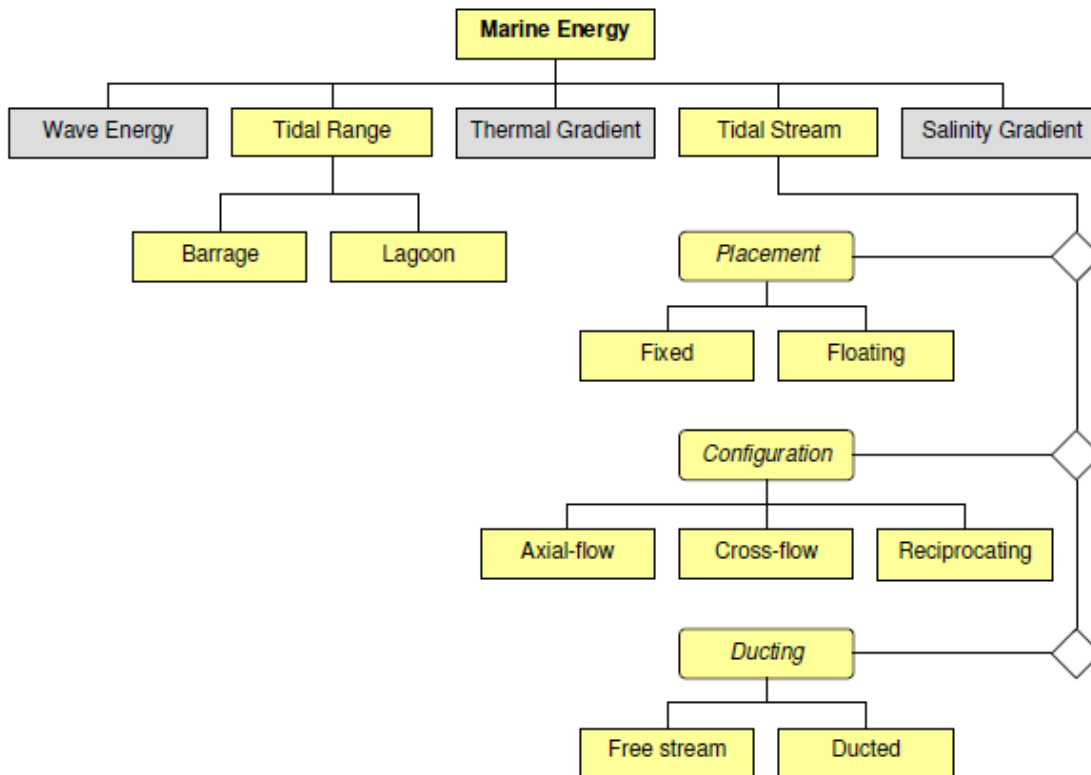 Marine Energy
Wave Energy
Tidal Range
Thermal Gradient
Tidal Stream
Salinity Gradient
Barrage
Lagoon
Placement
Fixed
Floating
Configuration
Axial-flow
Cross-flow
Reciprocating
Ducting
Free stream
Ducted